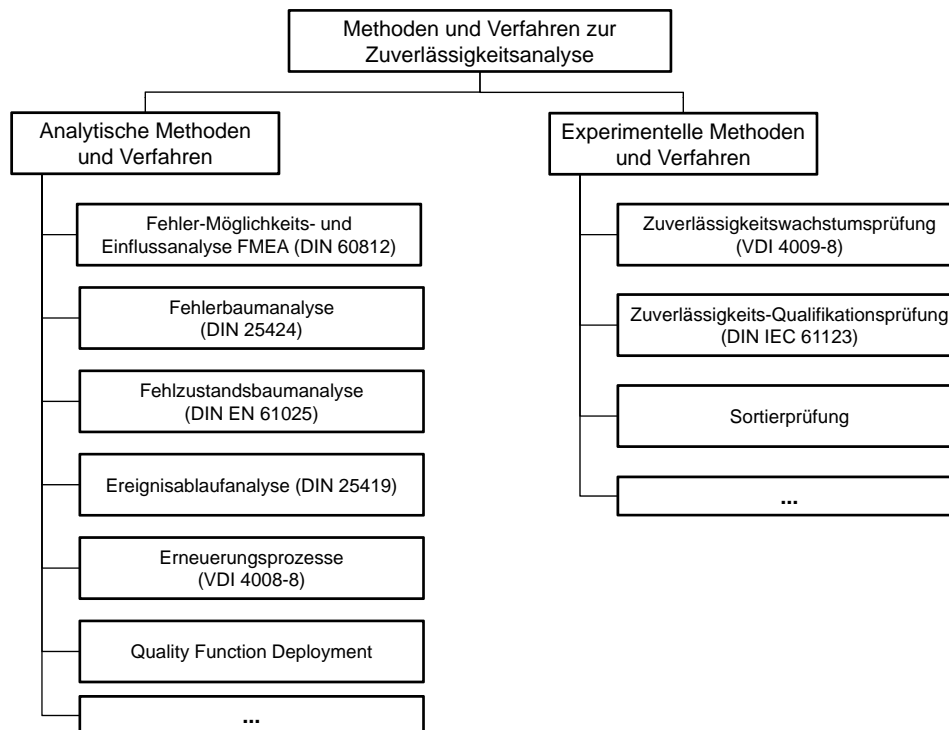 Methoden und Verfahren zur
Zuverlässigkeitsanalyse
Analytische Methoden
und Verfahren
Fehler-Möglichkeits- und
Einflussanalyse FMEA (DIN 60812)
Fehlerbaumanalyse
(DIN 25424)
Fehlzustandsbaumanalyse
(DIN EN 61025)
Ereignisablaufanalyse (DIN 25419)
Erneuerungsprozesse
(VDI 4008-8)
Quality Function Deployment
...
Experimentelle Methoden
und Verfahren
Zuverlässigkeitswachstumsprüfung
(VDI 4009-8)
Zuverlässigkeits-Qualifikationsprüfung
(DIN IEC 61123)
Sortierprüfung
...